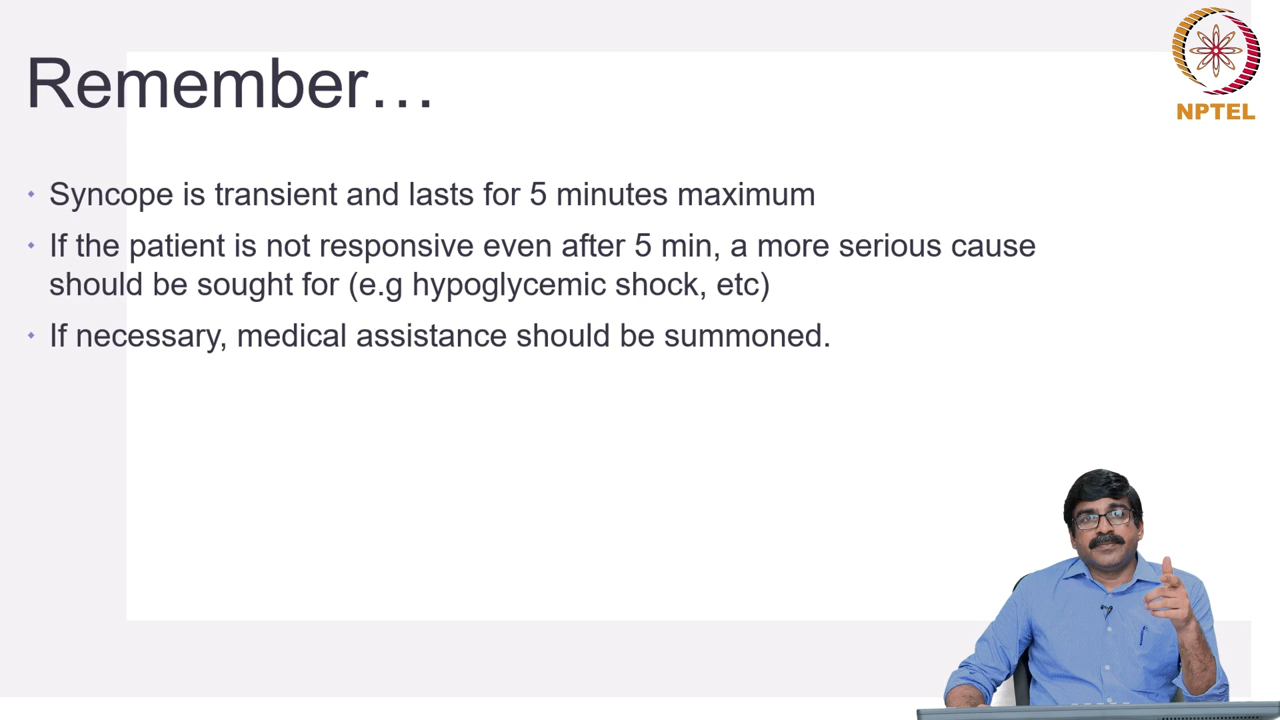 Remember…
NPTEL
• Syncope is transient and lasts for 5 minutes maximum
• If the patient is not responsive even after 5 min, a more serious cause
should be sought for (e.g hypoglycemic shock, etc)
• If necessary, medical assistance should be summoned.